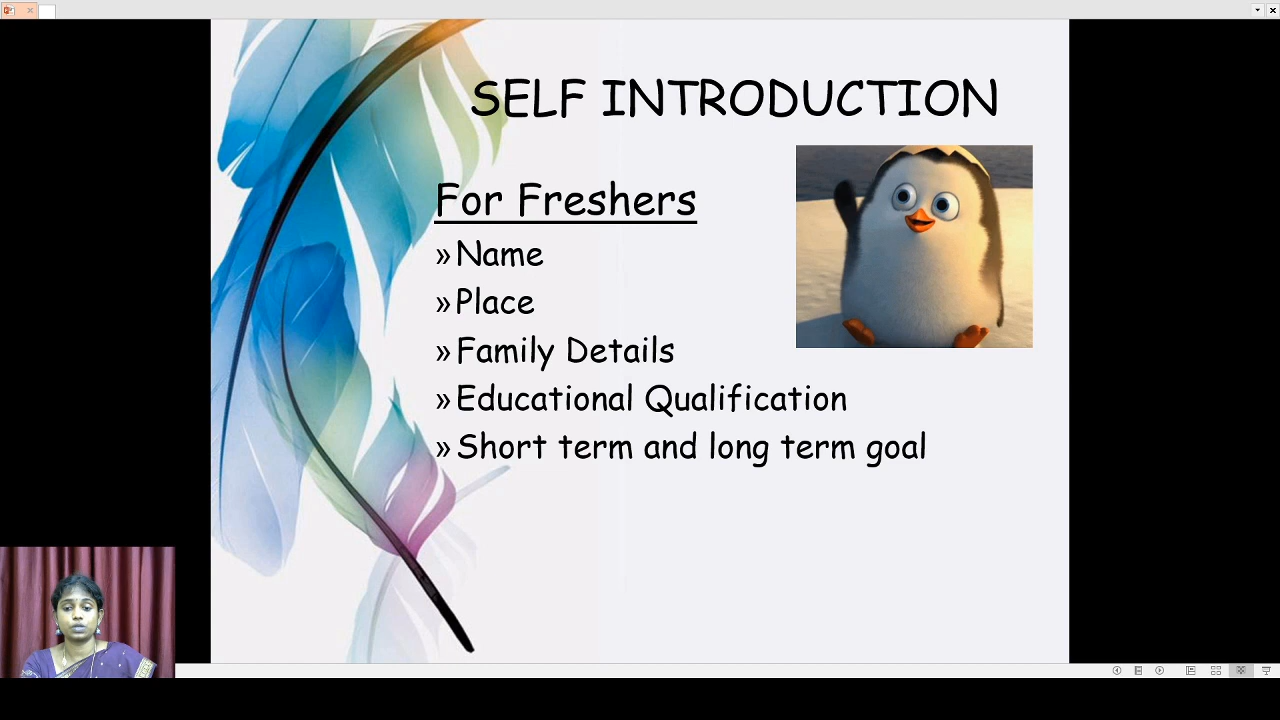 SELF INTRODUCTION
For Freshers
»Name
»Place
»Family Details
»Educational Qualification
»Short term and long term goal